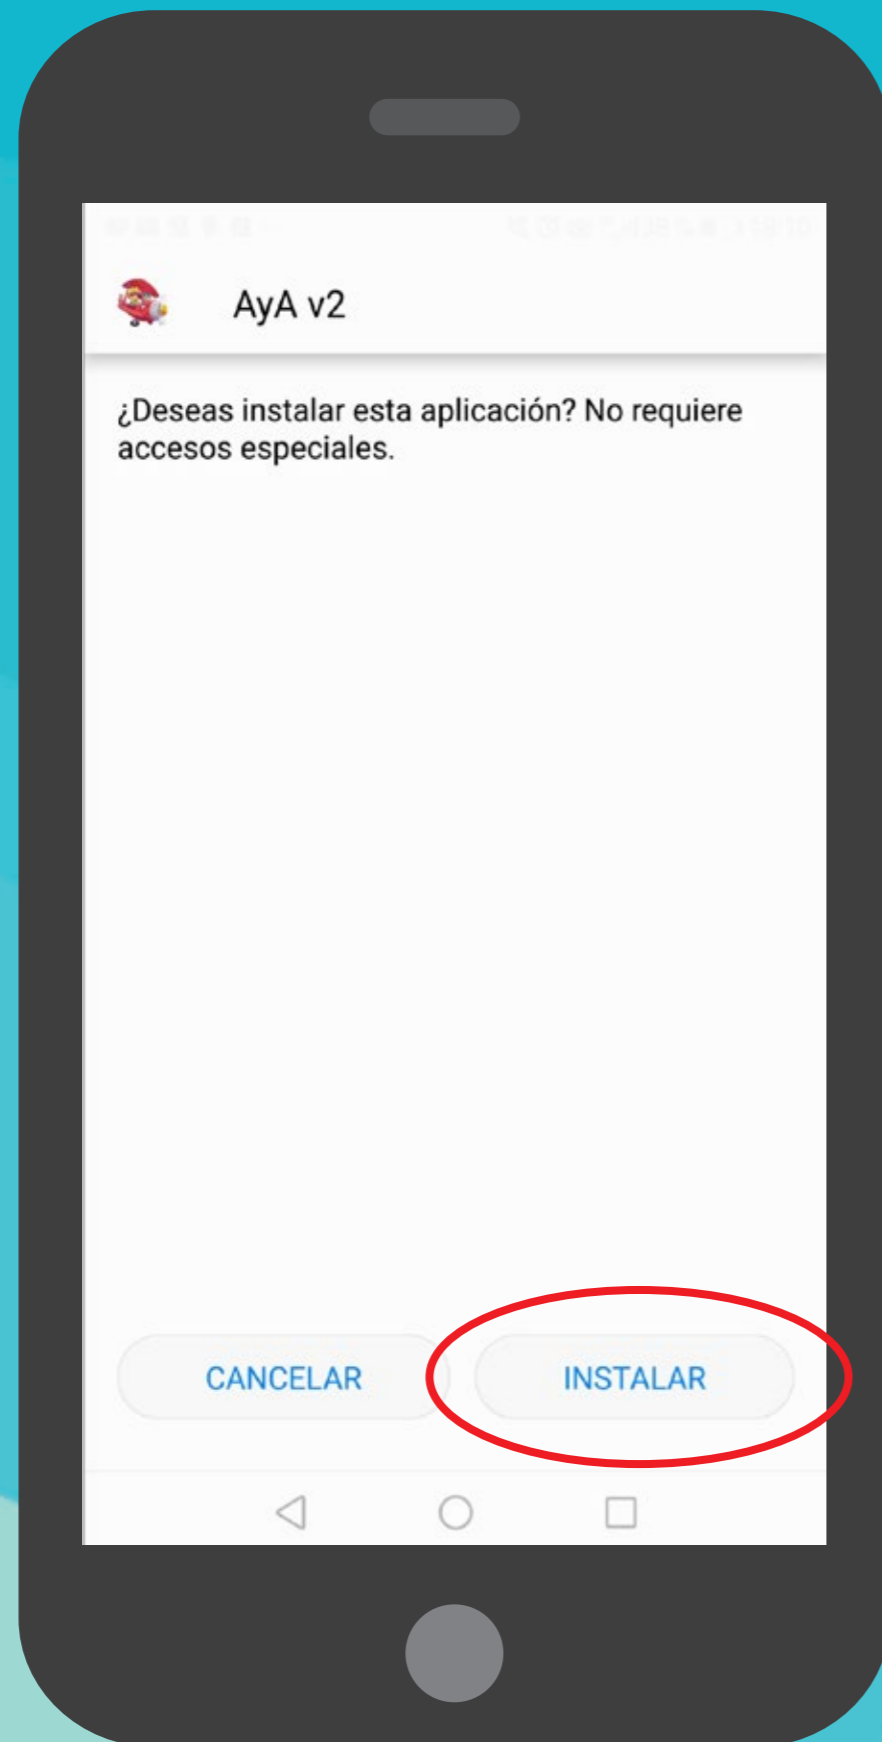 AyA v2
¿Deseas instalar esta aplicación? No requiere
accesos especiales.
CANCELAR
INSTALAR